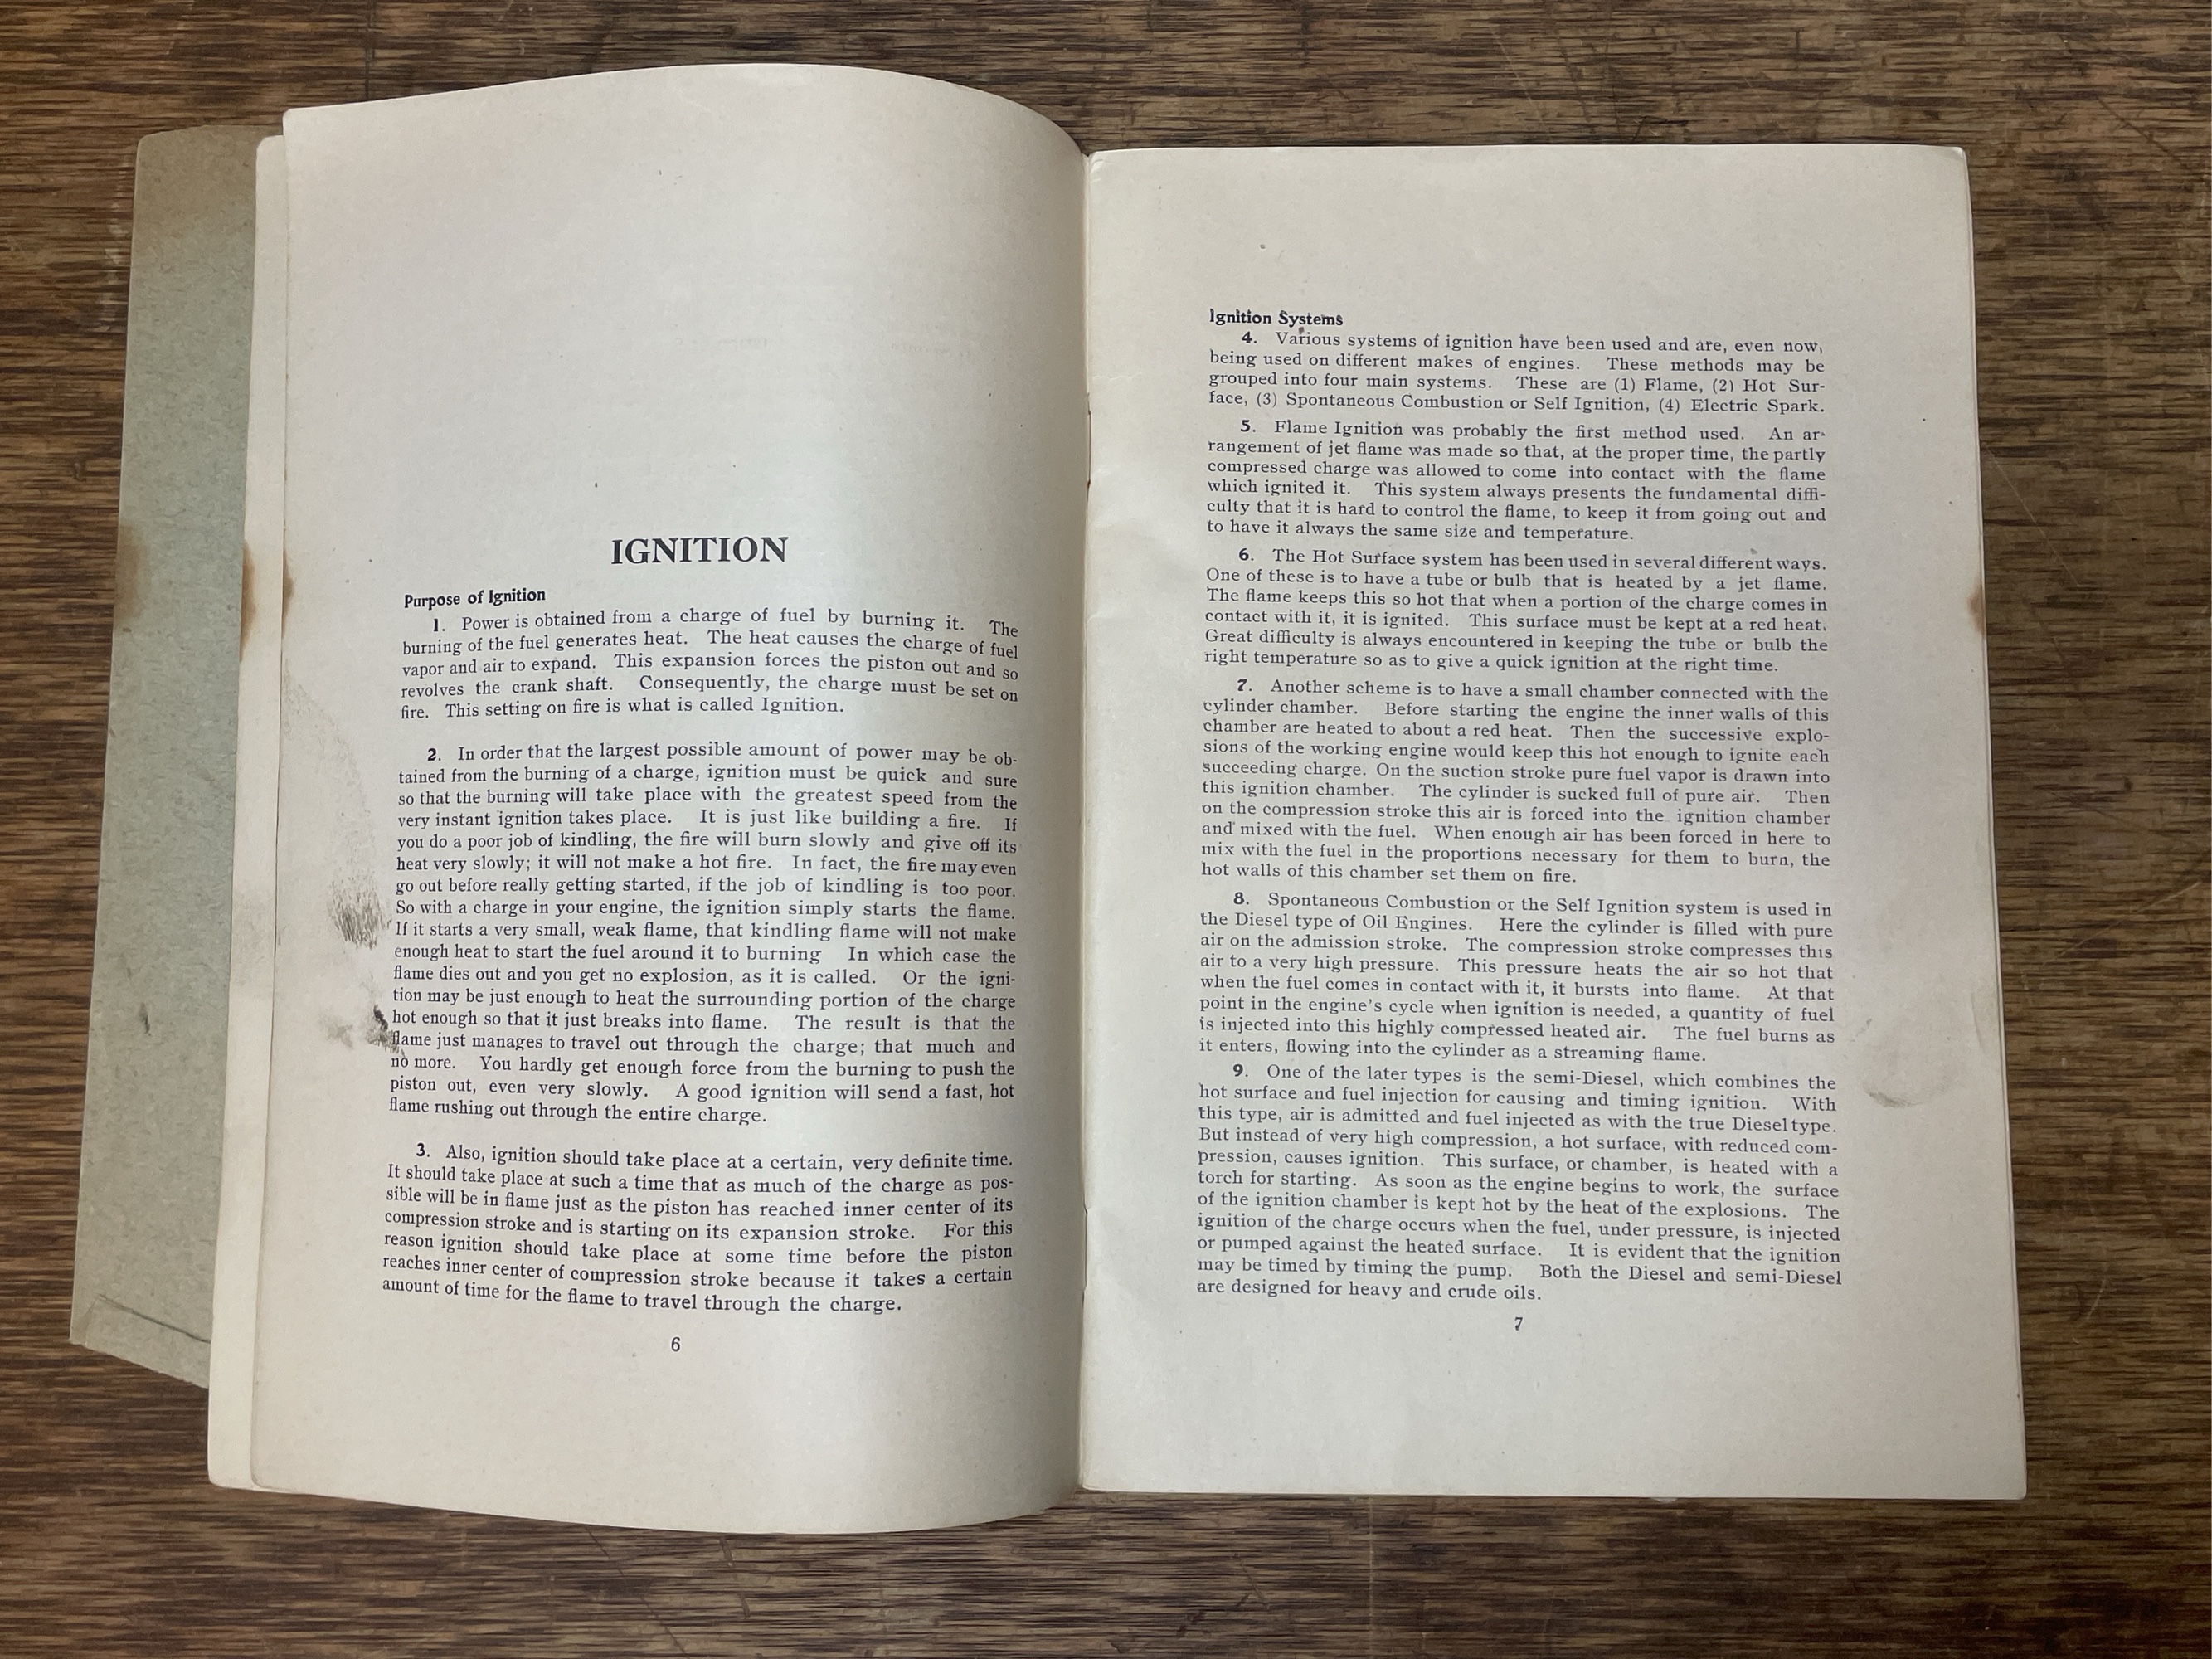 IGNITION
Purpose of Ignition
1. Power is obtained from a charge of fuel by burning it. The
burning of the fuel generates heat. The heat causes the charge of fuel
vapor and air to expand. This expansion forces the piston out and so
revolves the crank shaft. Consequently, the charge must be set on
fire. This setting on fire is what is called Ignition.
2. In order that the largest possible amount of power may be ob-
tained from the burning of a charge, ignition must be quick and sure
so that the burning will take place with the greatest speed from the
very instant ignition takes place. It is just like building a fire. If
you do a poor job of kindling, the fire will burn slowly and give off its
heat very slowly; it will not make a hot fire. In fact, the fire may even
go out before really getting started, if the job of kindling is too poor.
So with a charge in your engine, the ignition simply starts the flame.
If it starts a very small, weak flame, that kindling flame will not make
enough heat to start the fuel around it to burning In which case the
flame dies out and you get no explosion, as it is called. Or the igni-
tion may be just enough to heat the surrounding portion of the charge
hot enough so that it just breaks into flame. The result is that the
flame just manages to travel out through the charge; that much and
no more. You hardly get enough force from the burning to push the
piston out, even very slowly. A good ignition will send a fast, hot
flame rushing out through the entire charge.
3. Also, ignition should take place at a certain, very definite time.
It should take place at such a time that as much of the charge as pos-
sible will be in flame just as the piston has reached inner center of its
compression stroke and is starting on its expansion stroke. For this
reason ignition should take place at some time before the piston
reaches inner center of compression stroke because it takes a certain
amount of time for the flame to travel through the charge.
6
Ignition Systems
4. Various systems of ignition have been used and are, even now,
being used on different makes of engines. These methods may be
grouped into four main systems. These are (1) Flame, (2) Hot Sur-
face, (3) Spontaneous Combustion or Self Ignition, (4) Electric Spark.
5. Flame Ignition was probably the first method used. An ar-
rangement of jet flame was made so that, at the proper time, the partly
compressed charge was allowed to come into contact with the flame
which ignited it. This system always presents the fundamental diffi-
culty that it is hard to control the flame, to keep it from going out and
to have it always the same size and temperature.
6. The Hot Surface system has been used in several different ways.
One of these is to have a tube or bulb that is heated by a jet flame.
The flame keeps this so hot that when a portion of the charge comes in
contact with it, it is ignited. This surface must be kept at a red heat.
Great difficulty is always encountered in keeping the tube or bulb the
right temperature so as to give a quick ignition at the right time.
7. Another scheme is to have a small chamber connected with the
cylinder chamber. Before starting the engine the inner walls of this
chamber are heated to about a red heat. Then the successive explo-
sions of the working engine would keep this hot enough to ignite each
succeeding charge. On the suction stroke pure fuel vapor is drawn into
this ignition chamber. The cylinder is sucked full of pure air. Then
on the compression stroke this air is forced into the ignition chamber
and mixed with the fuel. When enough air has been forced in here to
mix with the fuel in the proportions necessary for them to burn, the
hot walls of this chamber set them on fire.
8. Spontaneous Combustion or the Self Ignition system is used in
the Diesel type of Oil Engines. Here the cylinder is filled with pure
air on the admission stroke. The compression stroke compresses this
air to a very high pressure. This pressure heats the air so hot that
when the fuel comes in contact with it, it bursts into flame. At that
point in the engine's cycle when ignition is needed, a quantity of fuel
is injected into this highly compressed heated air. The fuel burns as
it enters, flowing into the cylinder as a streaming flame.
9. One of the later types is the semi-Diesel, which combines the
hot surface and fuel injection for causing and timing ignition. With
this type, air is admitted and fuel injected as with the true Diesel type.
But instead of very high compression, a hot surface, with reduced com-
pression, causes ignition. This surface, or chamber, is heated with a
torch for starting. As soon as the engine begins to work, the surface
of the ignition chamber is kept hot by the heat of the explosions. The
ignition of the charge occurs when the fuel, under pressure, is injected
or pumped against the heated surface. It is evident that the ignition
may be timed by timing the pump. Both the Diesel and semi-Diesel
are designed for heavy and crude oils.
7